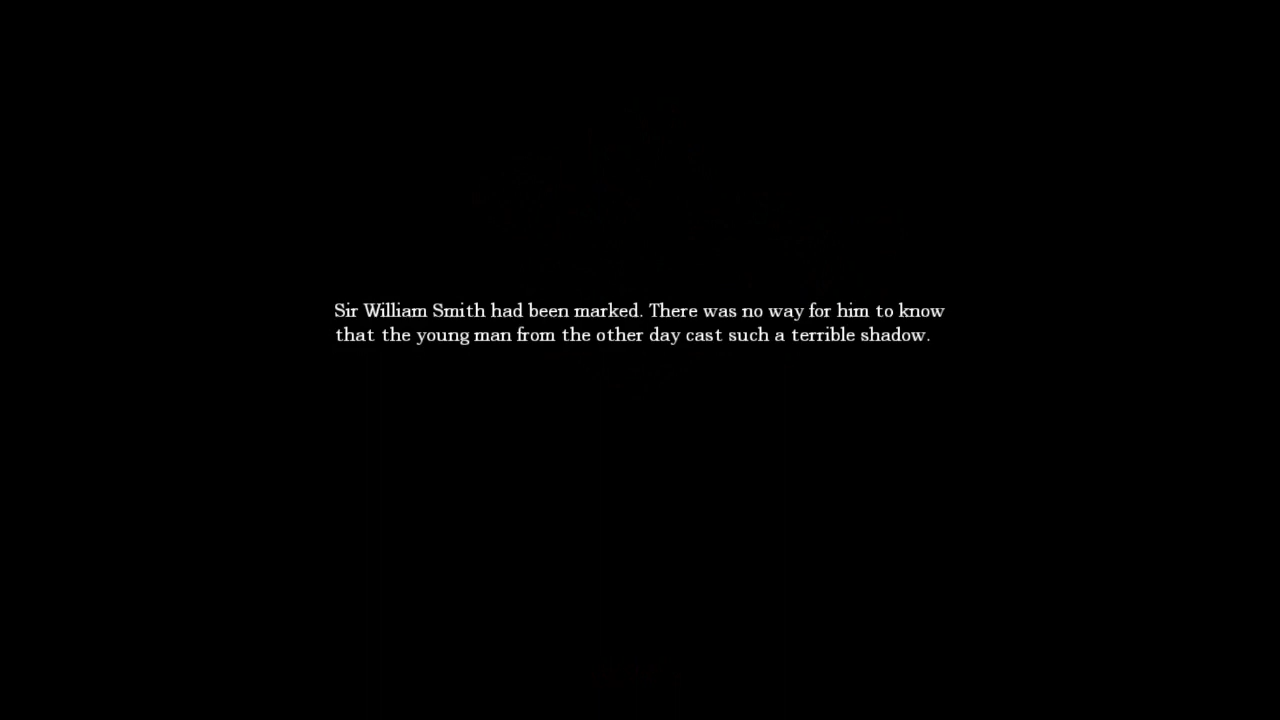 Sir William Smith had been marked. There was no way for him to know
that the young man from the other day cast such a terrible shadow.